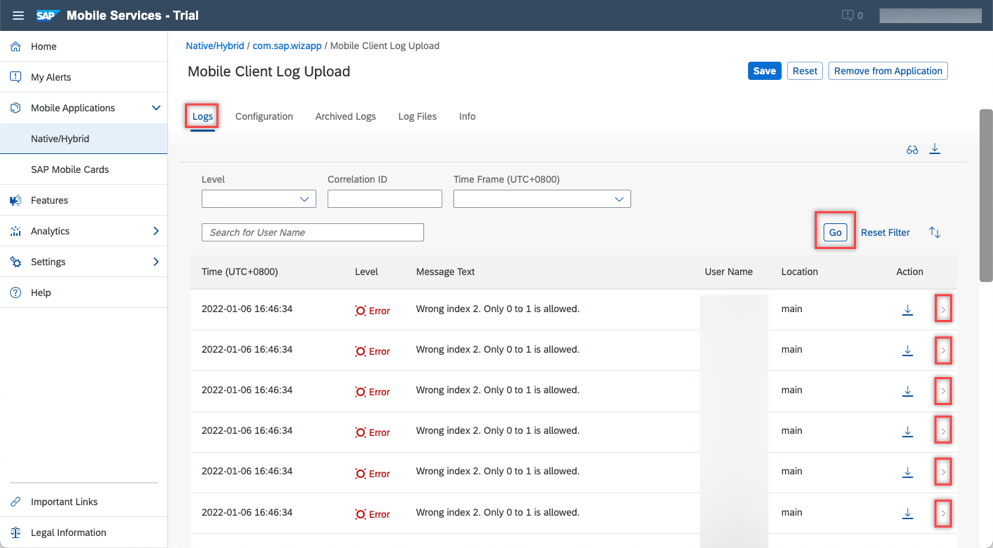 SAP Mobile Services - Trial
0
Home
My Alerts
Mobile Applications
Native/Hybrid
SAP Mobile Cards
Features
Analytics
Settings
Help
Important Links
Legal Information
Native/Hybrid / com.sap.wizapp / Mobile Client Log Upload
Mobile Client Log Upload
Save Reset Remove from Application
Logs Configuration Archived Logs Log Files Info
Level Correlation ID Time Frame (UTC+0800)
Search for User Name
Go Reset Filter
Time (UTC+0800) Level Message Text User Name Location Action
2022-01-06 16:46:34 Error Wrong index 2. Only 0 to 1 is allowed. main
2022-01-06 16:46:34 Error Wrong index 2. Only 0 to 1 is allowed. main
2022-01-06 16:46:34 Error Wrong index 2. Only 0 to 1 is allowed. main
2022-01-06 16:46:34 Error Wrong index 2. Only 0 to 1 is allowed. main
2022-01-06 16:46:34 Error Wrong index 2. Only 0 to 1 is allowed. main
2022-01-06 16:46:34 Error Wrong index 2. Only 0 to 1 is allowed. main